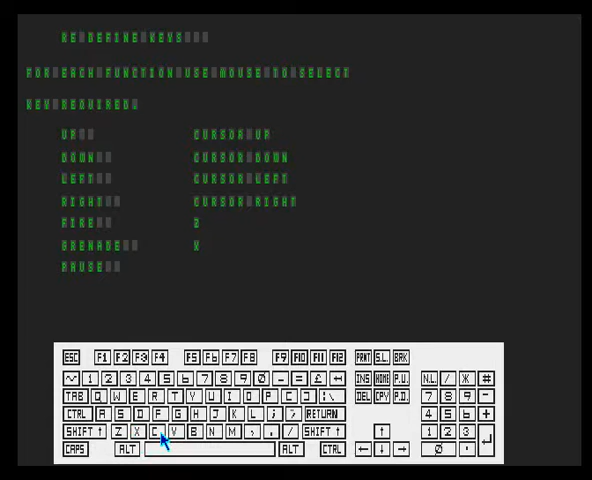 RE DEFINE KEYS
FOR EACH FUNCTION USE MOUSE TO SELECT
KEY REQUIRED.
UP CURSOR UP
DOWN CURSOR DOWN
LEFT CURSOR LEFT
RIGHT CURSOR RIGHT
FIRE Z
GRENADE X
PAUSE
ESC F1 F2 F3 F4 F5 F6 F7 F8 F9 F10 F11 F12 PRNT S.L. BRK
~ 1 2 3 4 5 6 7 8 9 0 - = £ ← INS HOME P.U. N.L. / * #
TAB Q W E R T Y U I O P [ ] \ DEL CPY P.D. 7 8 9 -
CTRL A S D F G H J K L ; ? RETURN 4 5 6 +
SHIFT ↑ Z X C V B N M , . / SHIFT ↑ ↑ 1 2 3 ↵
CAPS ALT ALT CTRL ← ↓ → 0 .